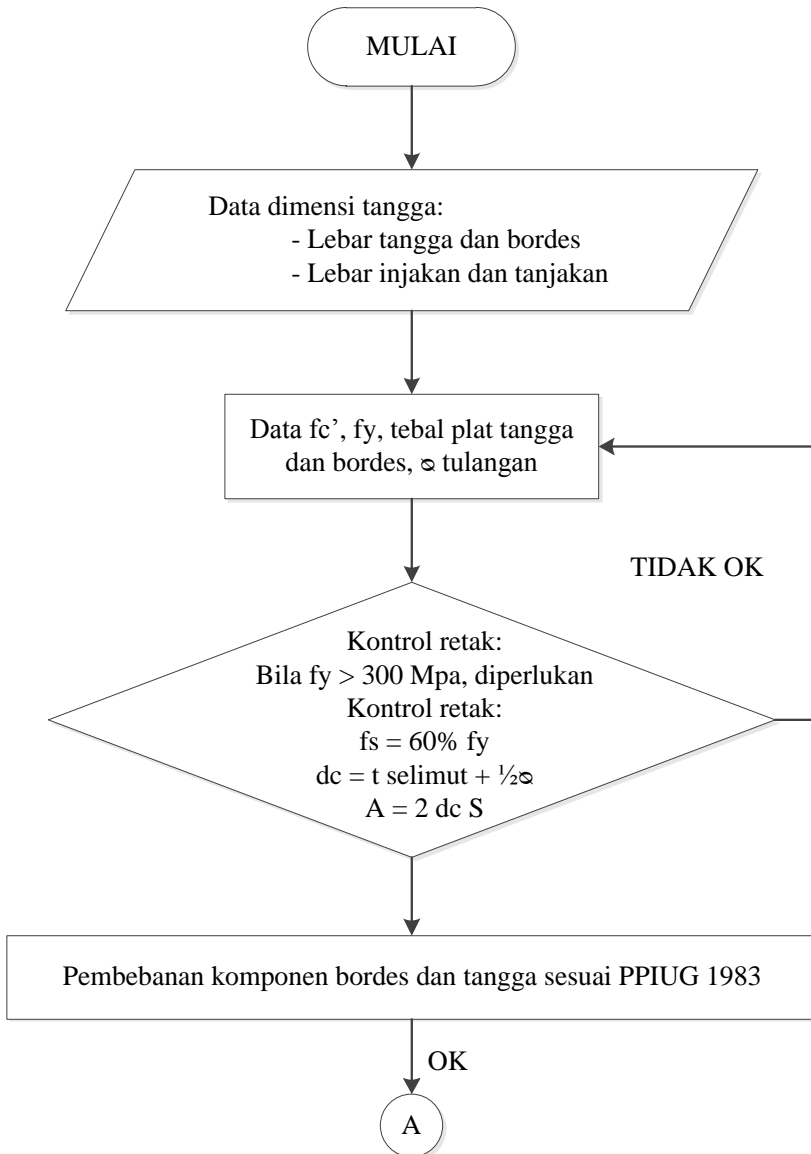 MULAI
Data dimensi tangga:
- Lebar tangga dan bordes
- Lebar injakan dan tanjakan
Data fc’, fy, tebal plat tangga
dan bordes, ᴓ tulangan
TIDAK OK
Kontrol retak:
Bila fy > 300 Mpa, diperlukan
Kontrol retak:
fs = 60% fy
dc = t selimut + ½ᴓ
A = 2 dc S
Pembebanan komponen bordes dan tangga sesuai PPIUG 1983
OK
A